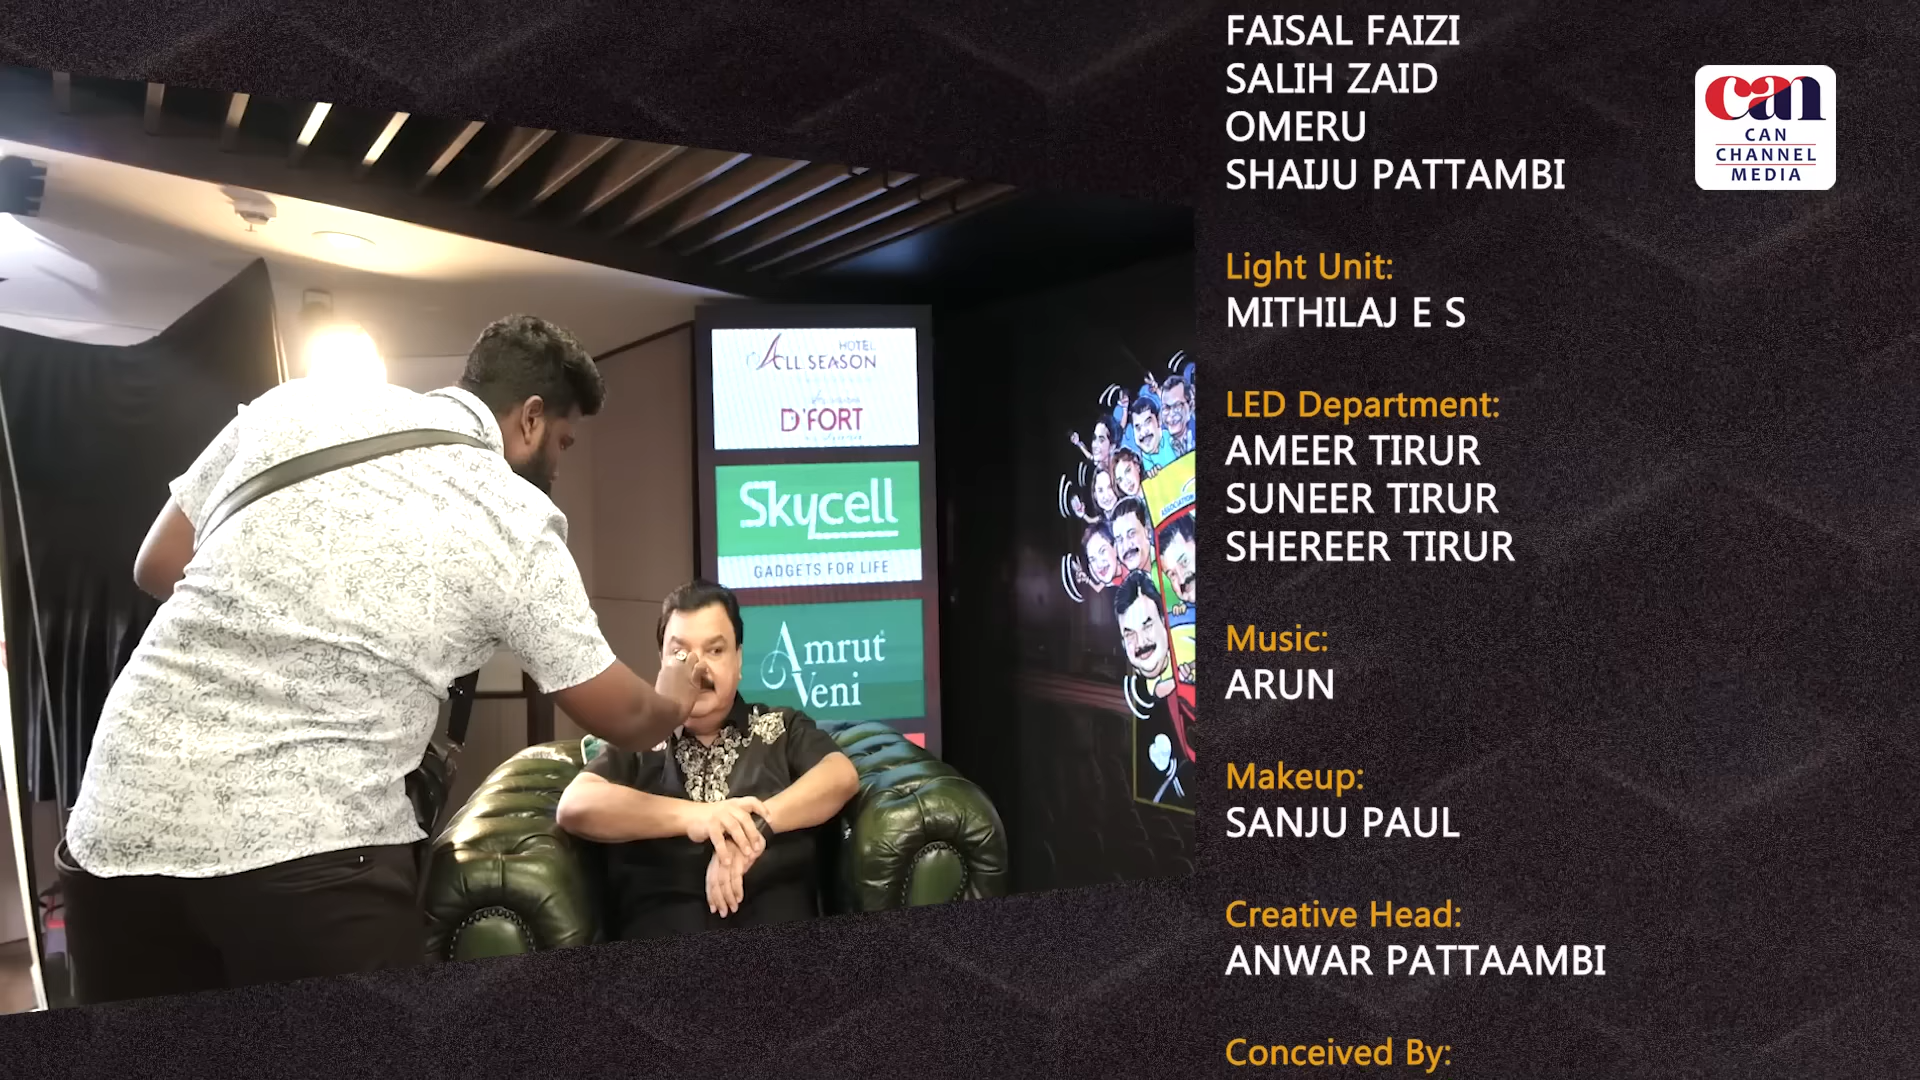 FAISAL FAIZI
SALIH ZAID
OMERU
SHAIJU PATTAMBI
Light Unit:
MITHILAJ E S
LED Department:
AMEER TIRUR
SUNEER TIRUR
SHEREER TIRUR
Music:
ARUN
Makeup:
SANJU PAUL
Creative Head:
ANWAR PATTAAMBI
Conceived By:
can
CAN
CHANNEL
MEDIA
HOTEL
ALL SEASON
D'FORT
Skycell
GADGETS FOR LIFE
Amrut
Veni
ASSOCIATION